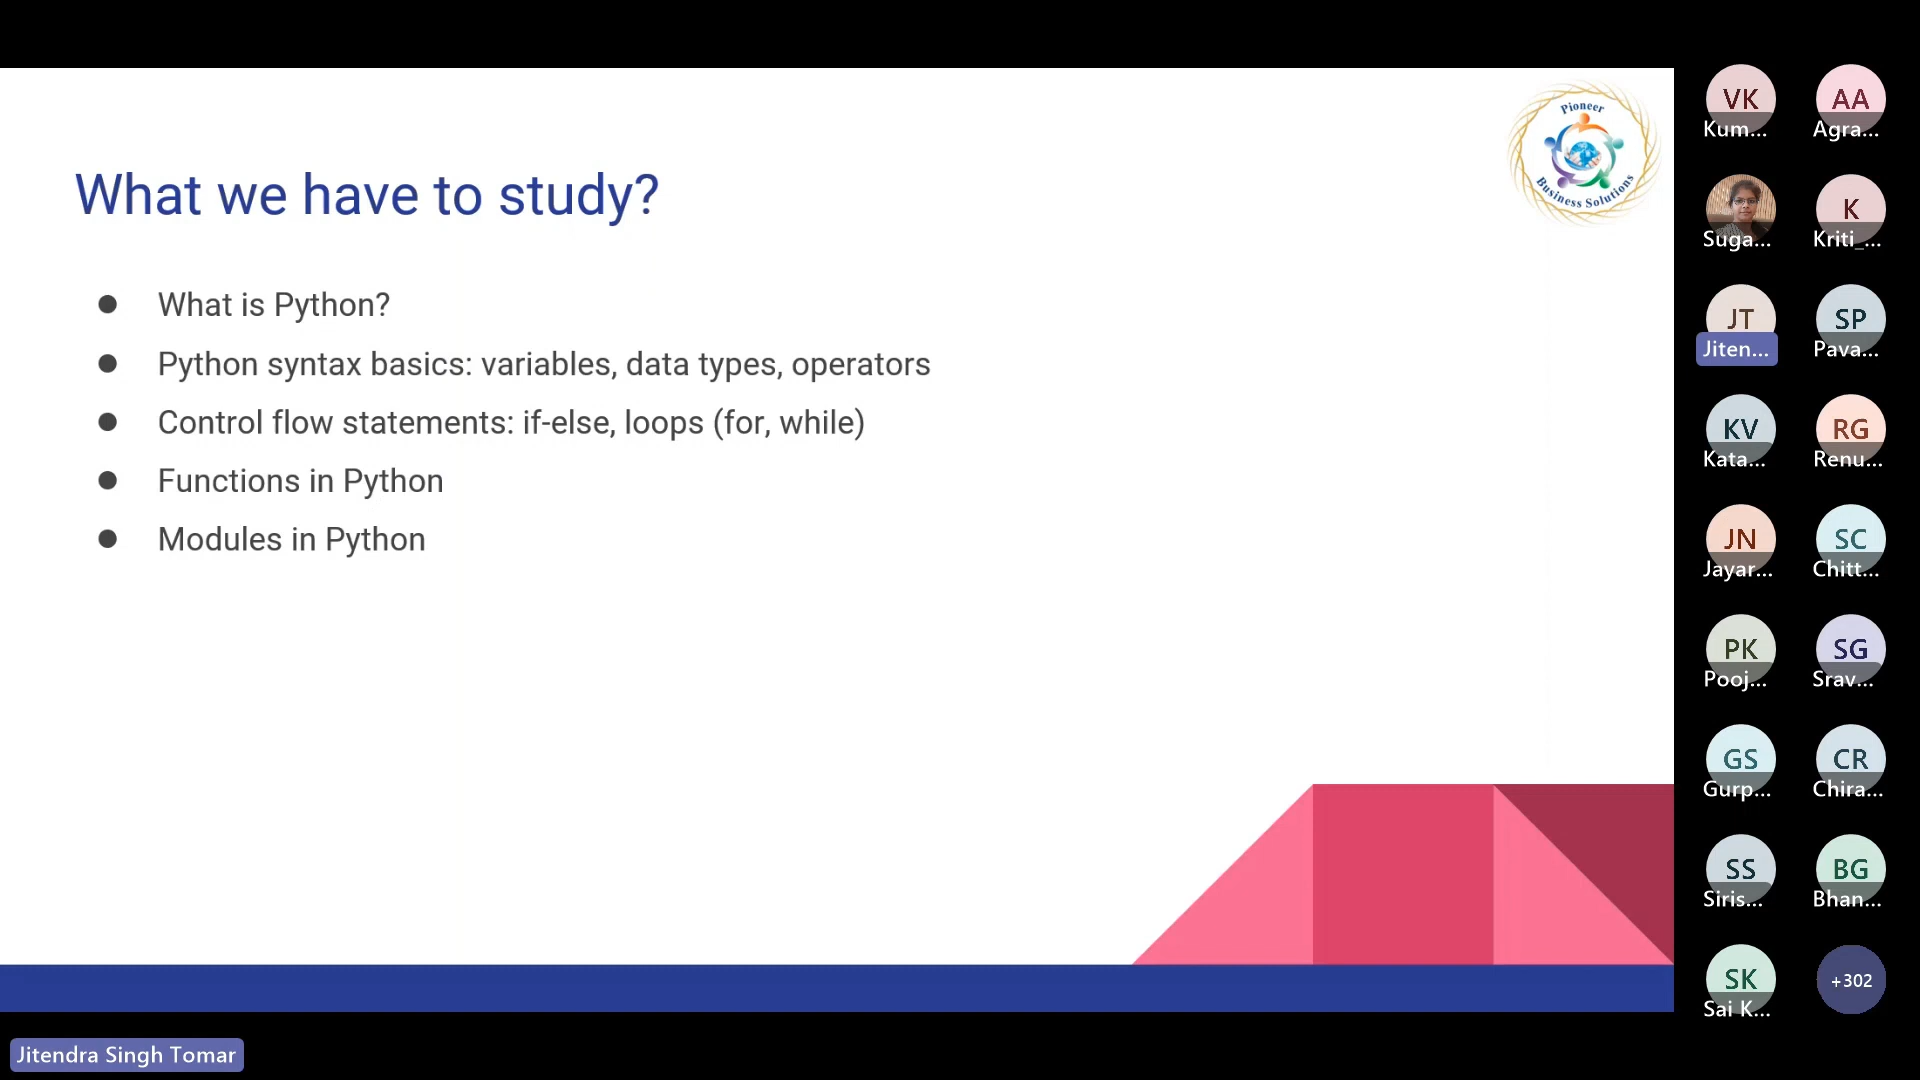 Pioneer
Business Solutions
What we have to study?
● What is Python?
● Python syntax basics: variables, data types, operators
● Control flow statements: if-else, loops (for, while)
● Functions in Python
● Modules in Python
VK
Kum...
AA
Agra...
Suga...
K
Kriti_...
JT
Jiten...
SP
Pava...
KV
Kata...
RG
Renu...
JN
Jayar...
SC
Chitt...
PK
Pooj...
SG
Srav...
GS
Gurp...
CR
Chira...
SS
Siris...
BG
Bhan...
SK
Sai K...
+302
Jitendra Singh Tomar